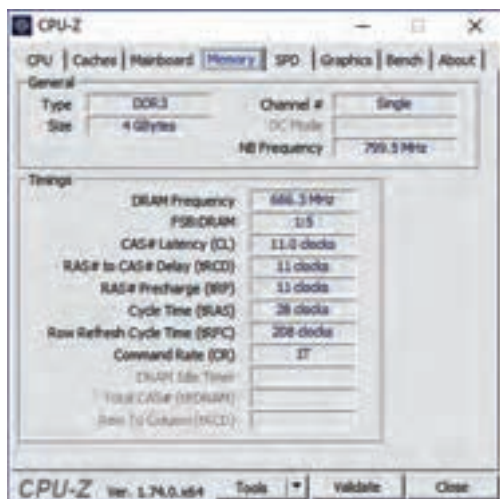 CPU-Z
CPU Caches Mainboard Memory SPD Graphics Bench About
General
Type DDR3 Channel # Single
Size 4 GBytes DC Mode
NB Frequency 799.5 MHz
Timings
DRAM Frequency 666.3 MHz
FSB:DRAM 1:5
CAS# Latency (CL) 11.0 clocks
RAS# to CAS# Delay (tRCD) 11 clocks
RAS# Precharge (tRP) 11 clocks
Cycle Time (tRAS) 28 clocks
Row Refresh Cycle Time (tRFC) 208 clocks
Command Rate (CR) 1T
DRAM Idle Timer
Total CAS# (tRDRAM)
Row To Column (tRCD)
CPU-Z Ver. 1.74.0.x64 Tools Validate Close